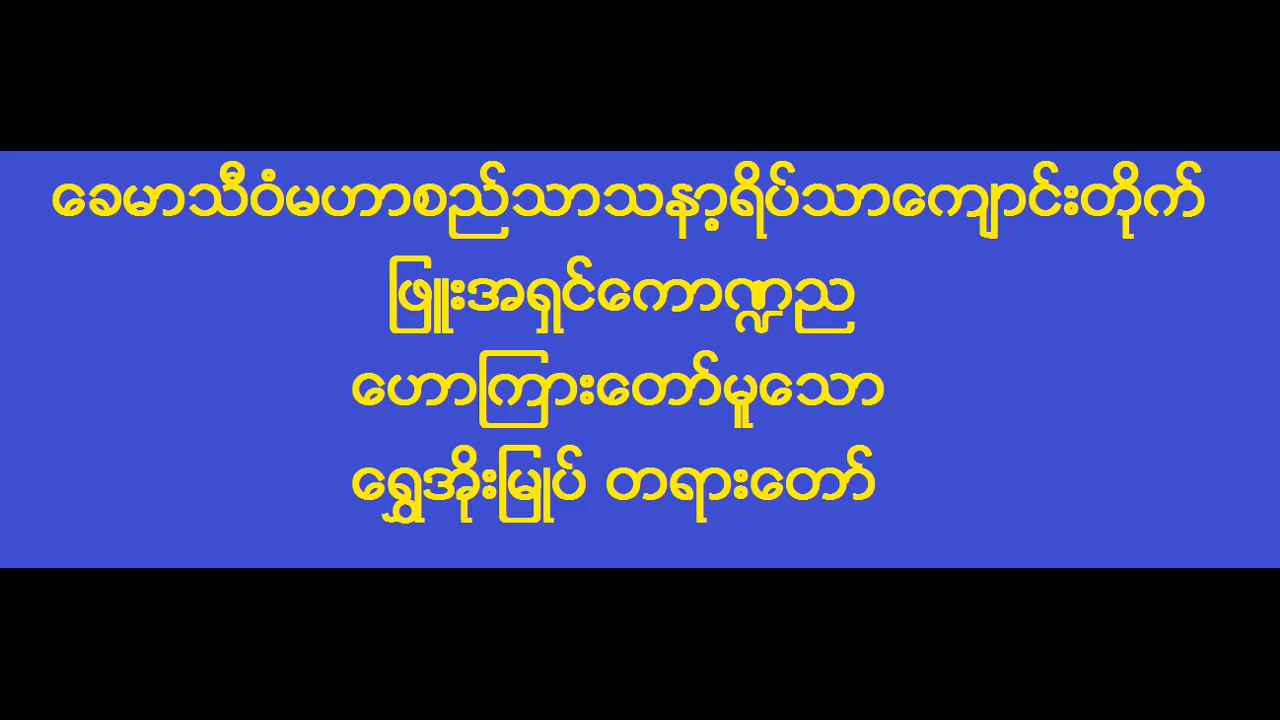 ခေမာသီဝံမဟာစည်သာသနာ့ရိပ်သာကျောင်းတိုက်
ဖြူးအရှင်ကောဏ္ဍည
ဟောကြားတော်မူသော
ရွှေအိုးမြုပ် တရားတော်